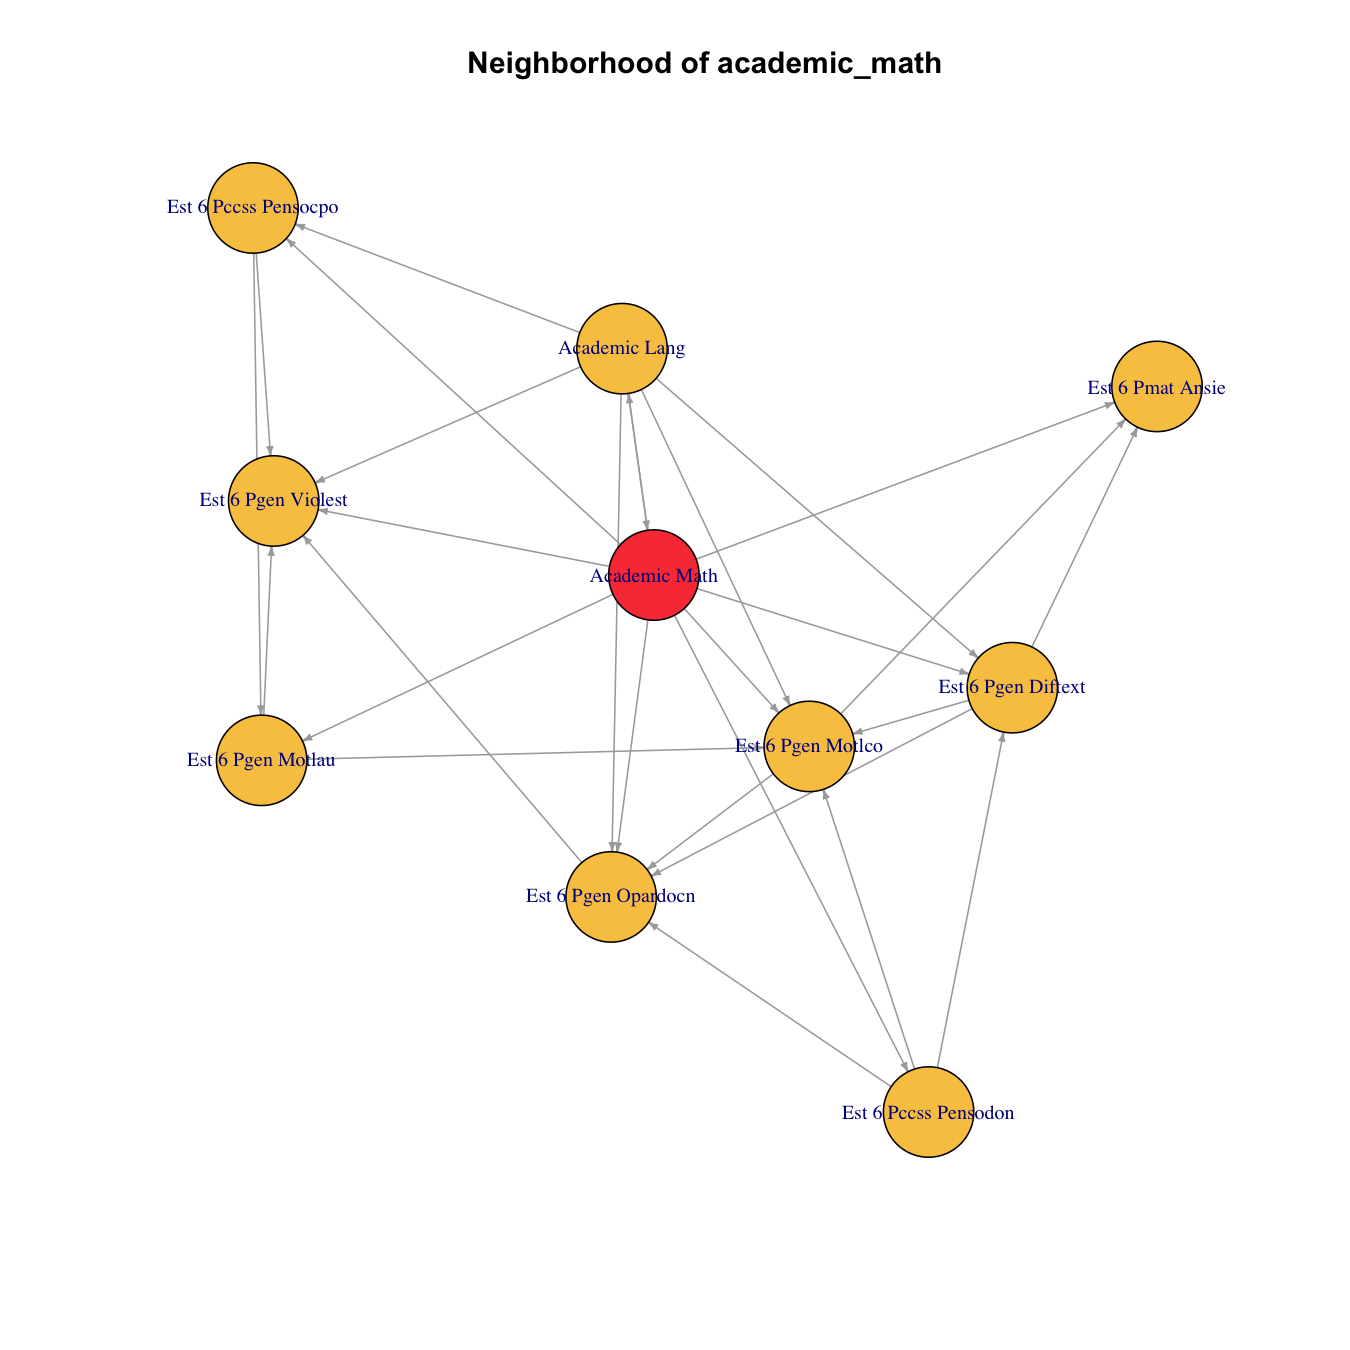 Neighborhood of academic_math
Est 6 Pccss Pensocpo
Academic Lang
Est 6 Pmat Ansie
Est 6 Pgen Violest
Academic Math
Est 6 Pgen Diftext
Est 6 Pgen Motlco
Est 6 Pgen Motlau
Est 6 Pgen Opardocn
Est 6 Pccss Pensodon